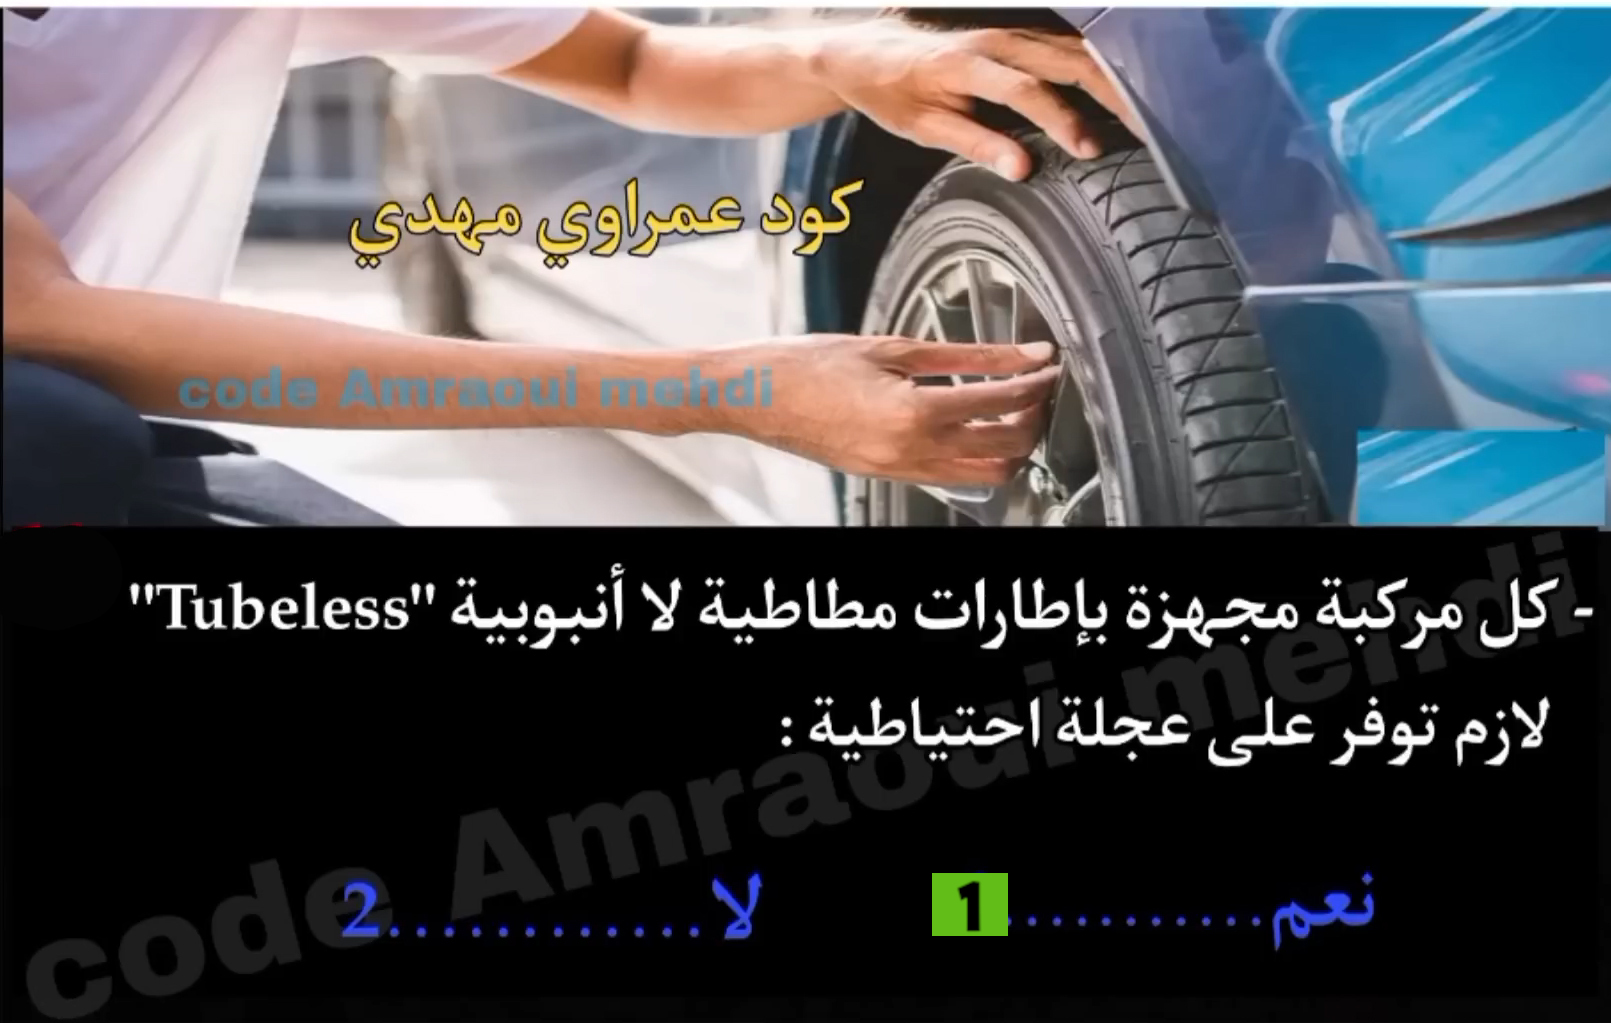 كود عمراوي مهدي
code Amraoui mehdi
- كل مركبة مجهزة بإطارات مطاطية لا أنبوبية "Tubeless"
لازم توفر على عجلة احتياطية :
نعم...........1 لا............2
code Amraoui mehdi